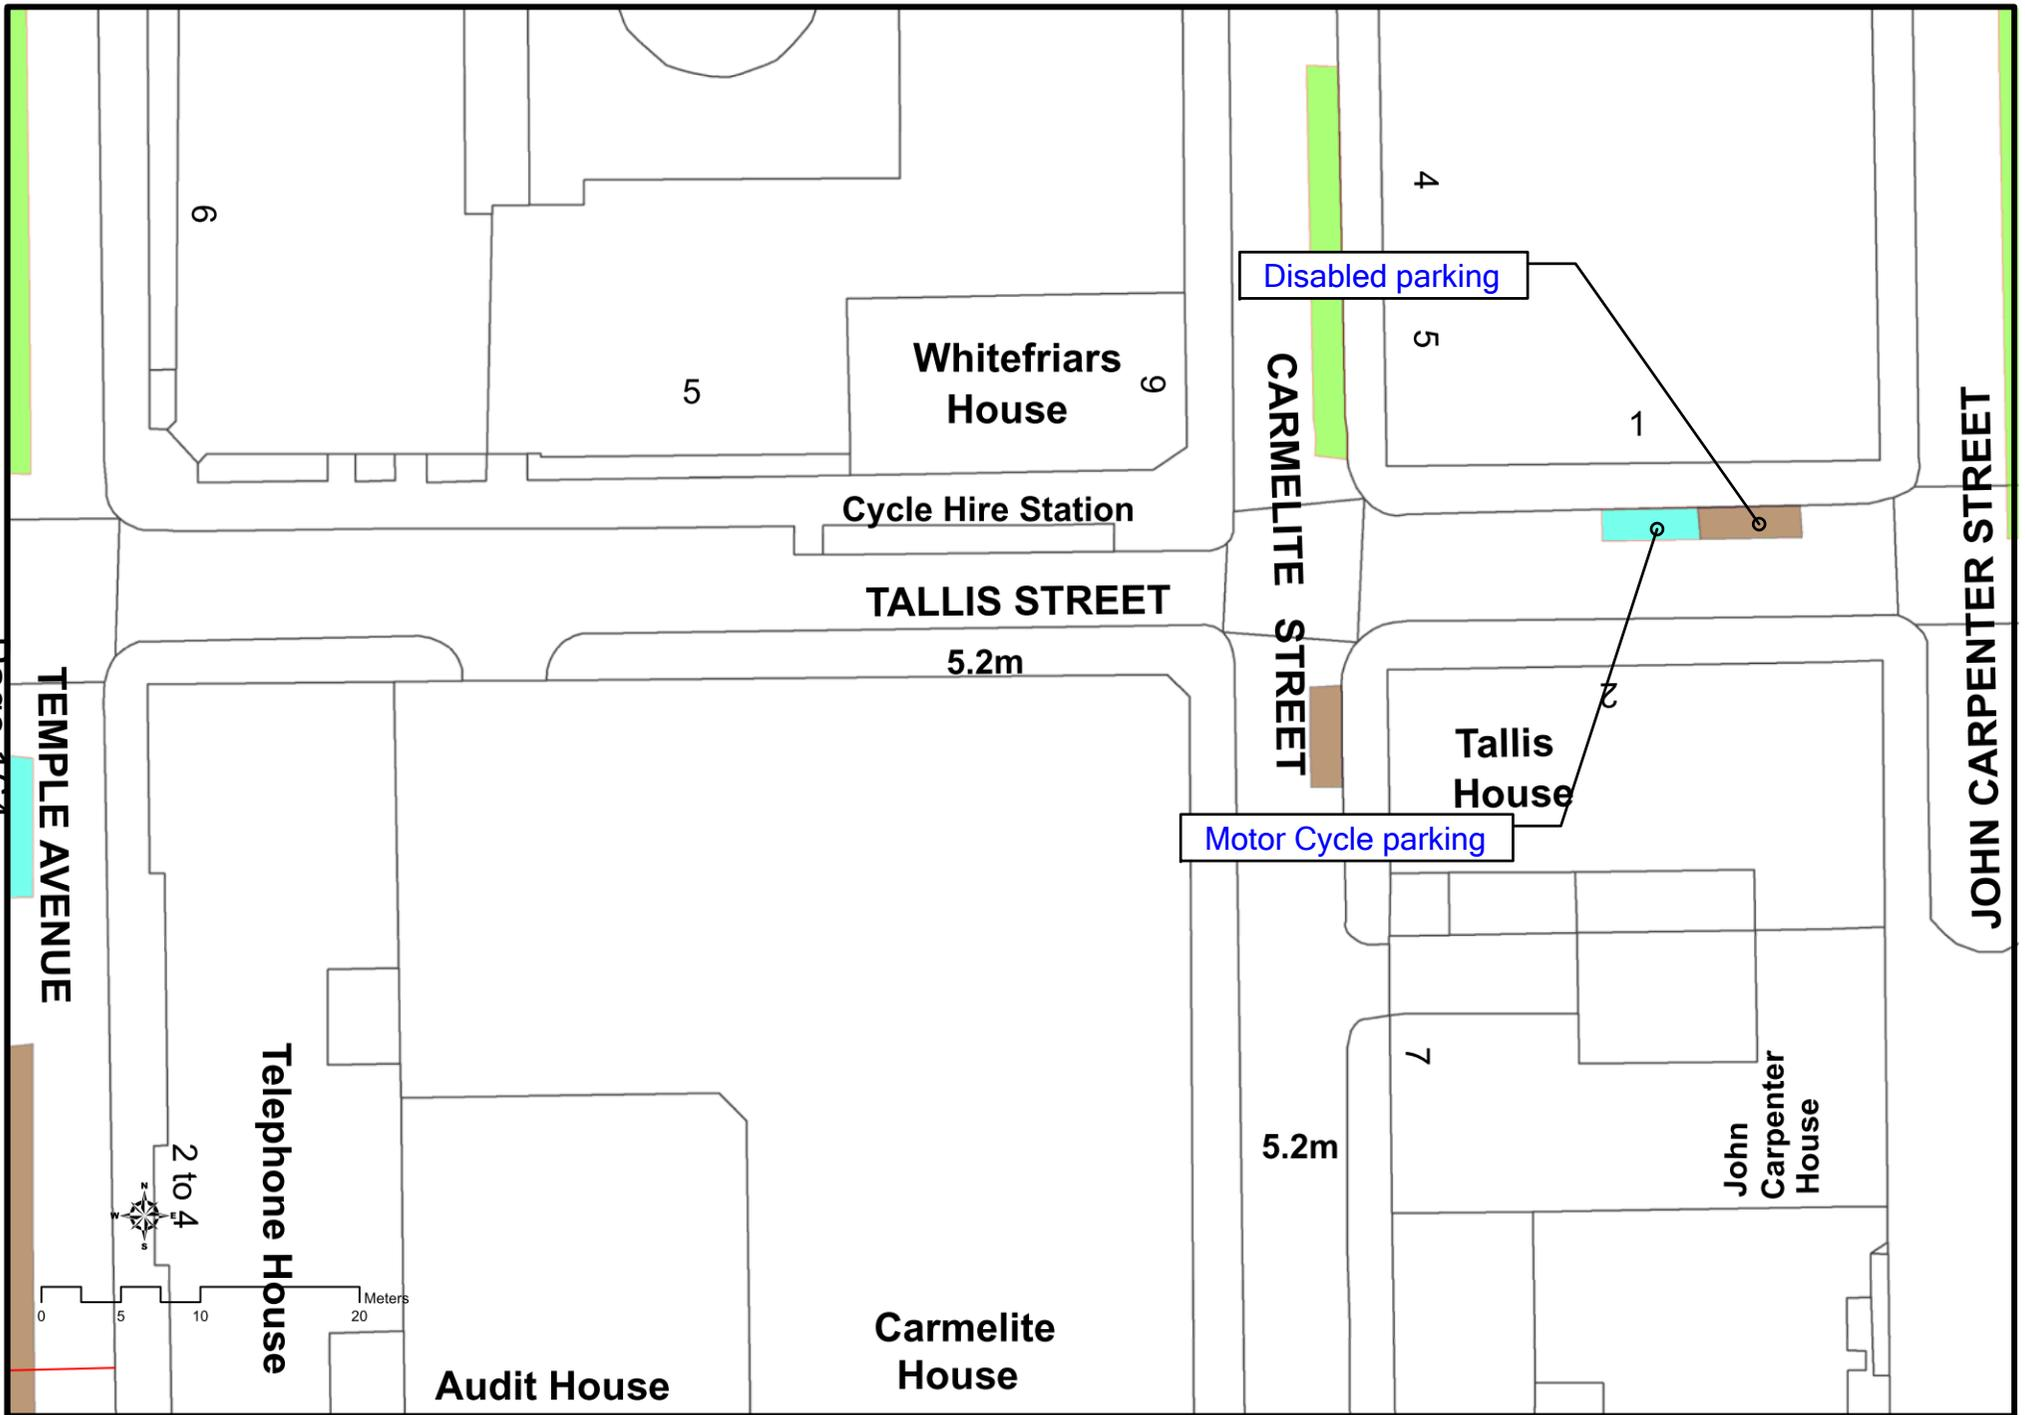 6
4
Disabled parking
5
Whitefriars
House
9
5
1
CARMELITE STREET
JOHN CARPENTER STREET
Cycle Hire Station
TALLIS STREET
5.2m
2
TEMPLE AVENUE
Tallis
House
Motor Cycle parking
7
Telephone House
2 to 4
John
Carpenter
House
5.2m
N
W E
S
Meters
0 5 10 20
Carmelite
House
Audit House